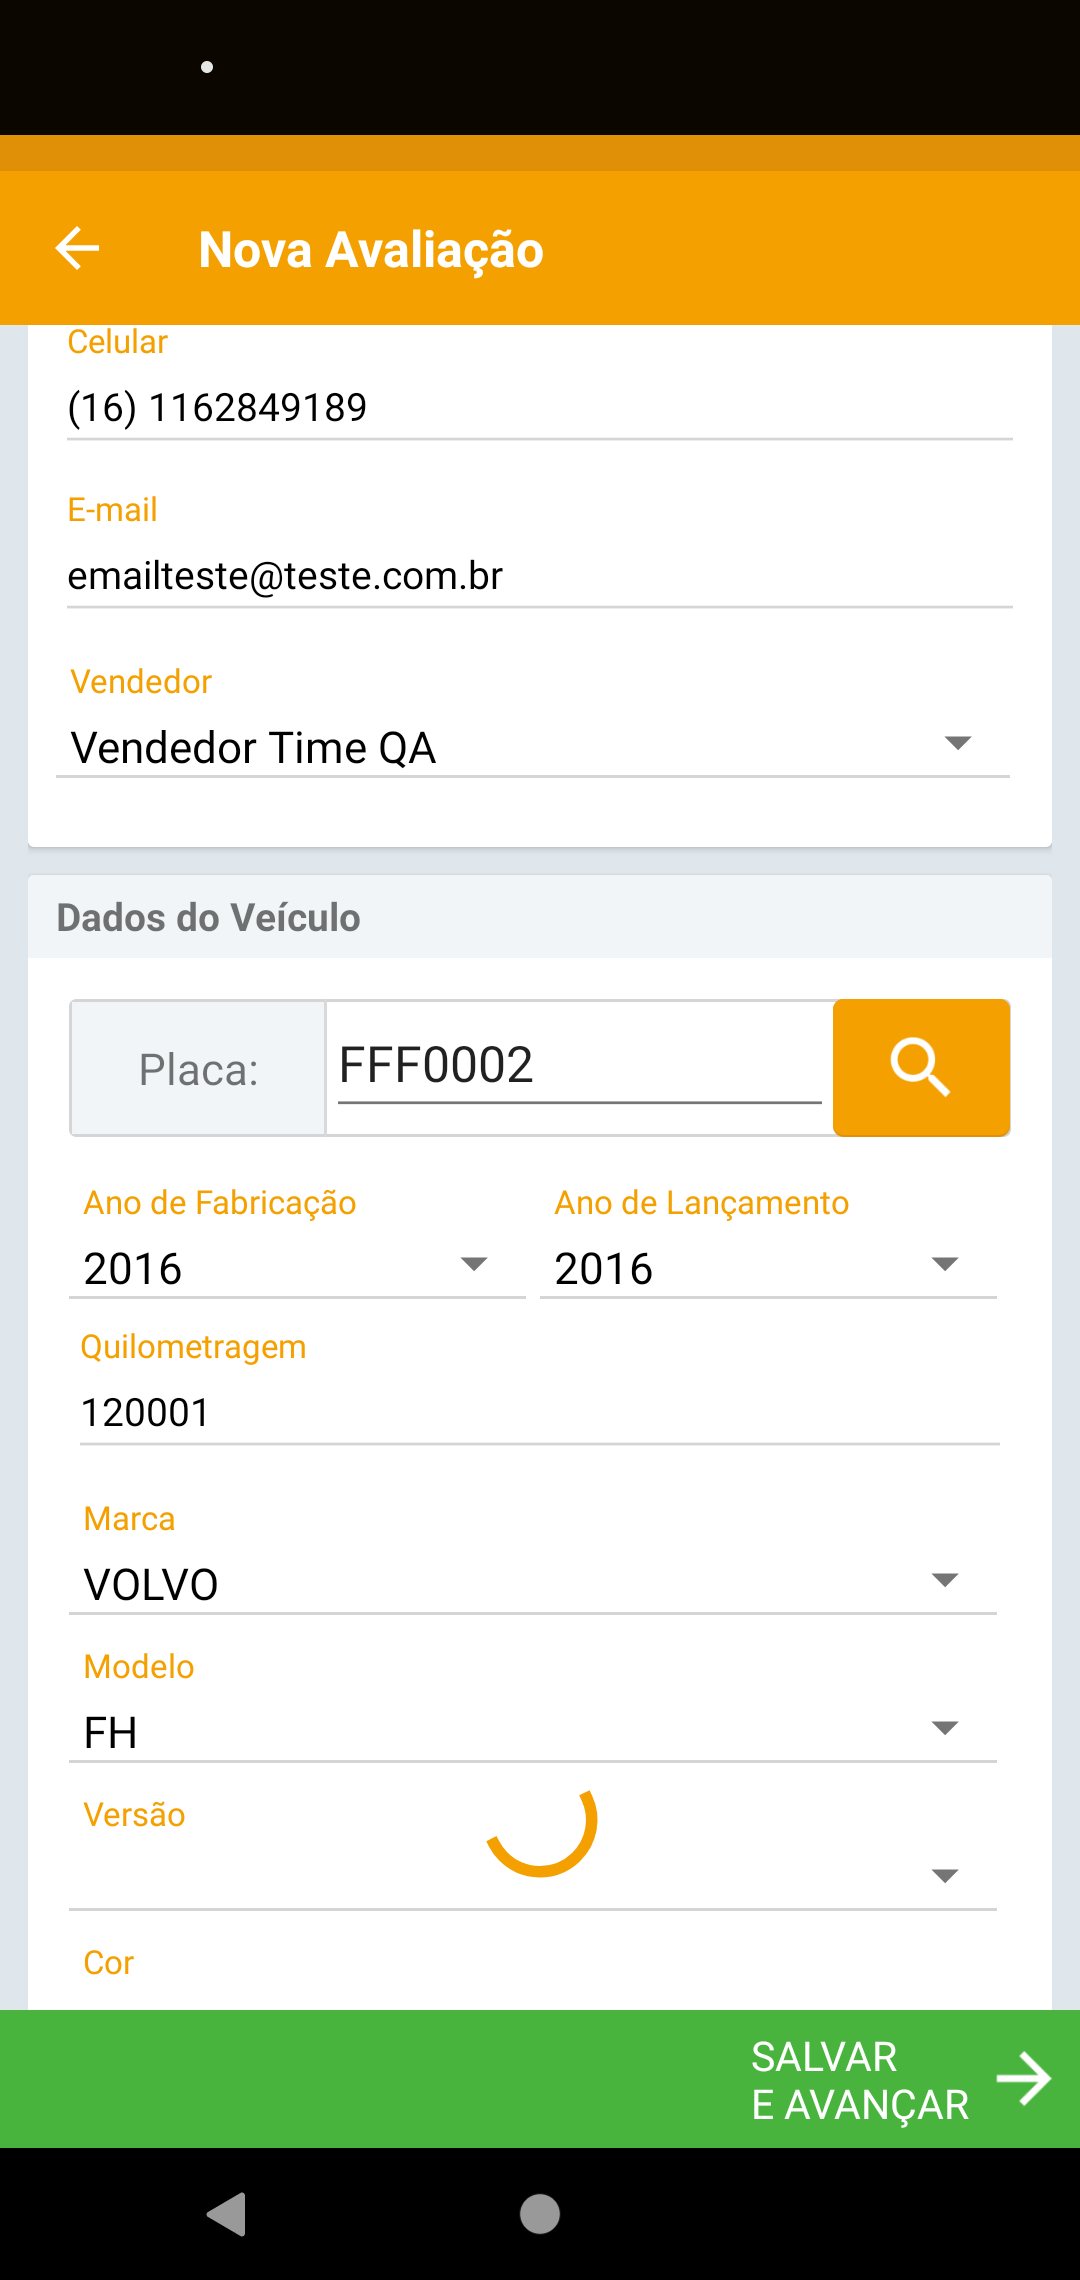 Nova Avaliação
Celular
(16) 1162849189
E-mail
emailteste@teste.com.br
Vendedor
Vendedor Time QA
Dados do Veículo
Placa: FFF0002
Ano de Fabricação Ano de Lançamento
2016 2016
Quilometragem
120001
Marca
VOLVO
Modelo
FH
Versão
Cor
SALVAR
E AVANÇAR